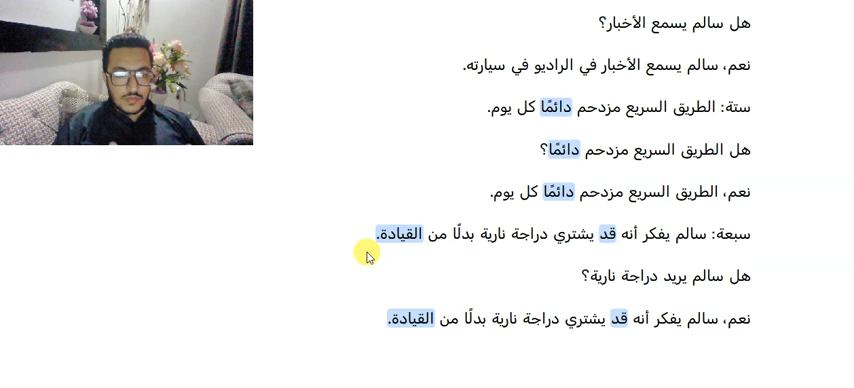 هل سالم يسمع الأخبار؟
نعم، سالم يسمع الأخبار في الراديو في سيارته.
ستة: الطريق السريع مزدحم دائمًا كل يوم.
هل الطريق السريع مزدحم دائمًا؟
نعم، الطريق السريع مزدحم دائمًا كل يوم.
سبعة: سالم يفكر أنه قد يشتري دراجة نارية بدلًا من القيادة.
هل سالم يريد دراجة نارية؟
نعم، سالم يفكر أنه قد يشتري دراجة نارية بدلًا من القيادة.